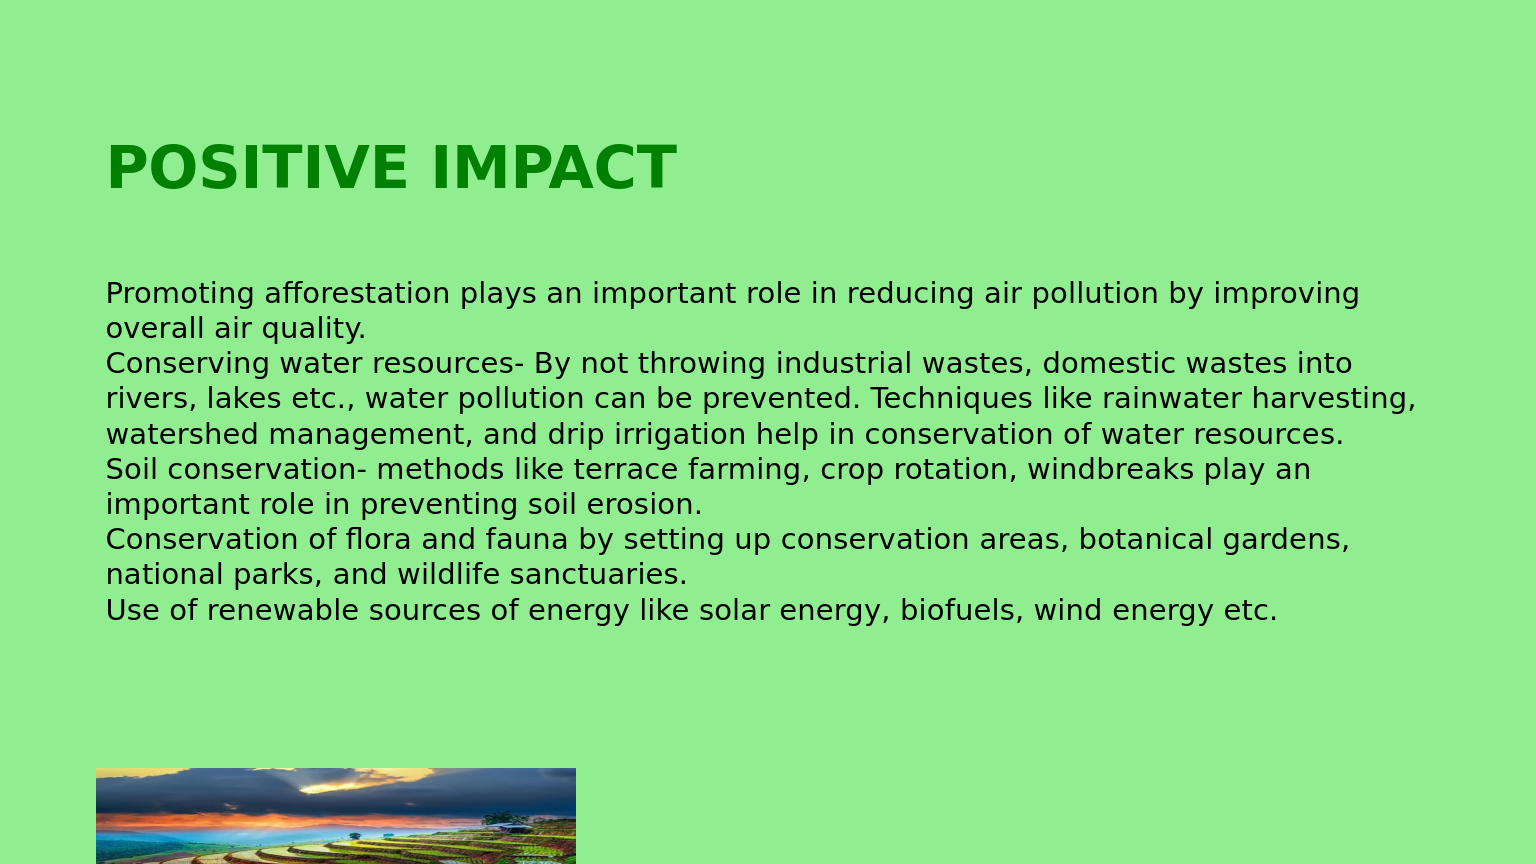 POSITIVE IMPACT
Promoting afforestation plays an important role in reducing air pollution by improving
overall air quality.
Conserving water resources- By not throwing industrial wastes, domestic wastes into
rivers, lakes etc., water pollution can be prevented. Techniques like rainwater harvesting,
watershed management, and drip irrigation help in conservation of water resources.
Soil conservation- methods like terrace farming, crop rotation, windbreaks play an
important role in preventing soil erosion.
Conservation of flora and fauna by setting up conservation areas, botanical gardens,
national parks, and wildlife sanctuaries.
Use of renewable sources of energy like solar energy, biofuels, wind energy etc.